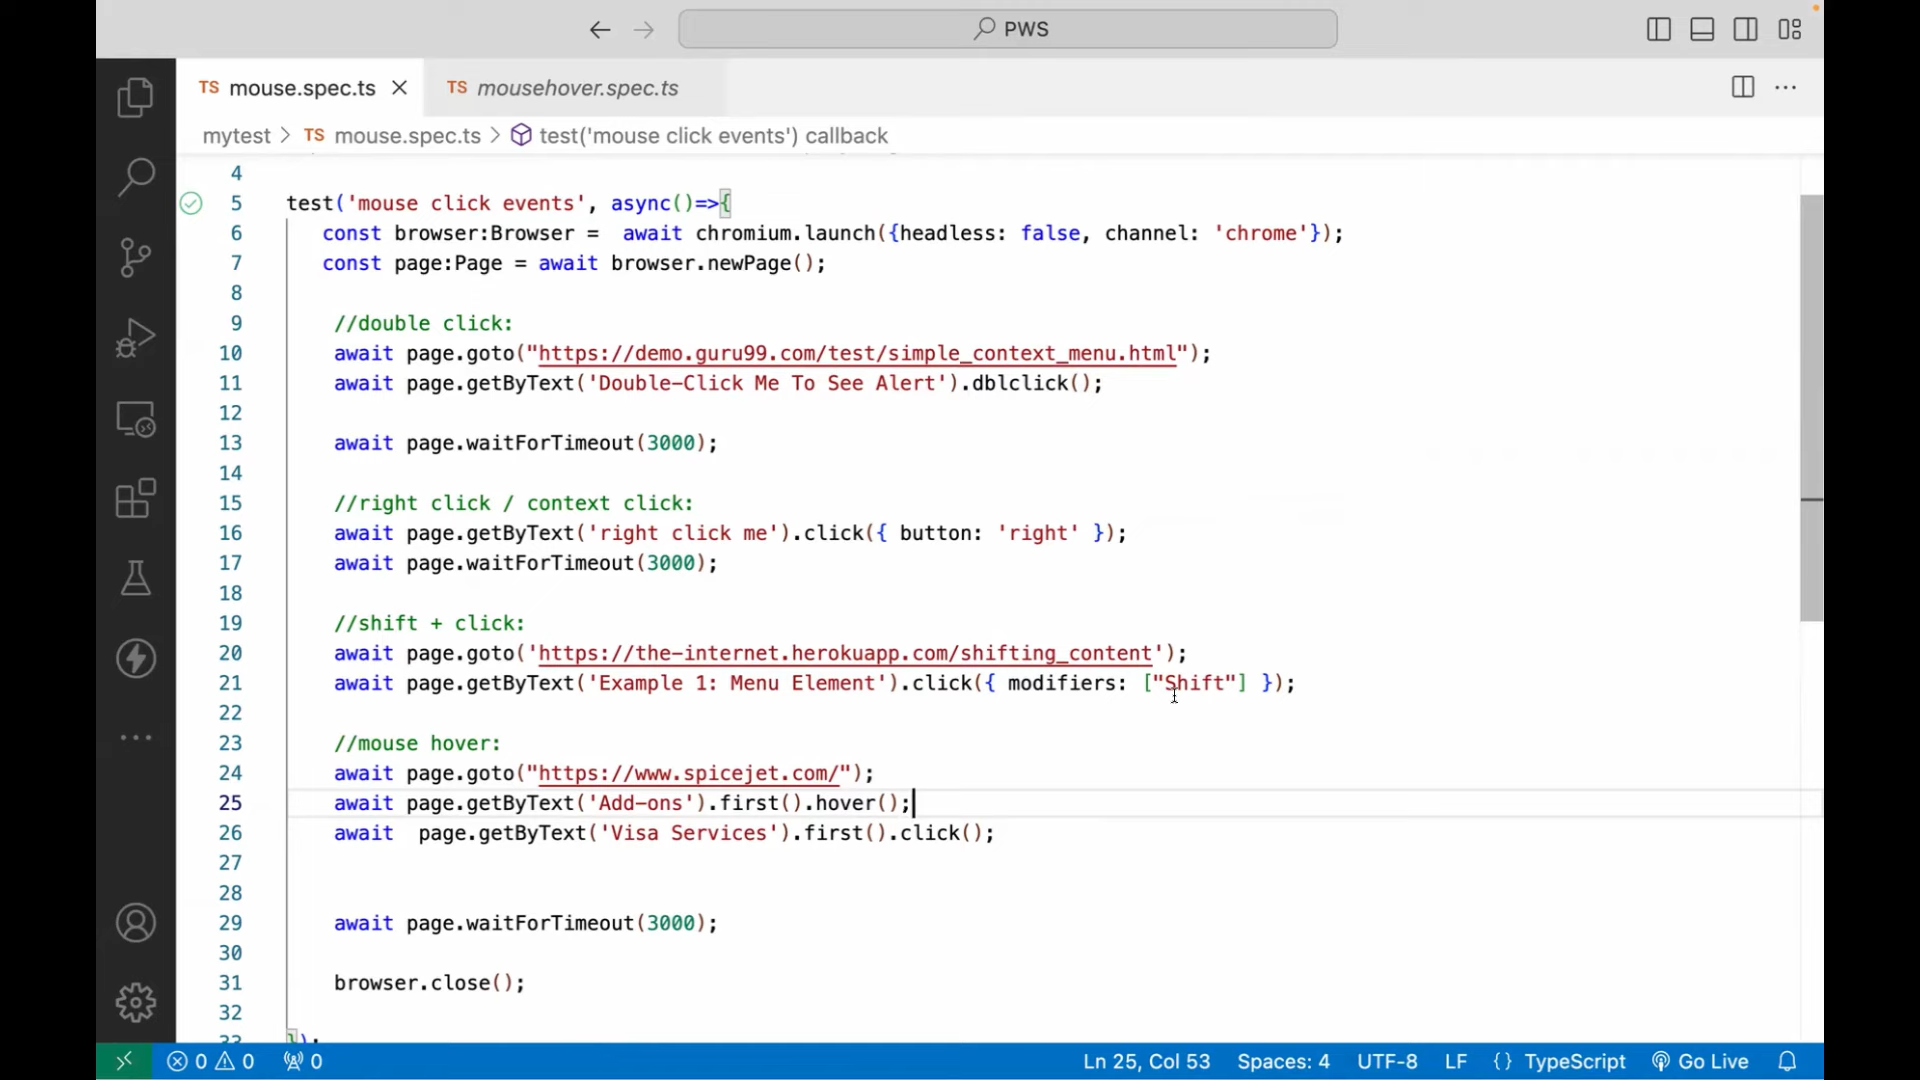 PWS
TS mouse.spec.ts
TS mousehover.spec.ts
mytest > TS mouse.spec.ts > test('mouse click events') callback
4
5 test('mouse click events', async()=>{
6 const browser:Browser =  await chromium.launch({headless: false, channel: 'chrome'});
7 const page:Page = await browser.newPage();
8
9 //double click:
10 await page.goto("https://demo.guru99.com/test/simple_context_menu.html");
11 await page.getByText('Double-Click Me To See Alert').dblclick();
12
13 await page.waitForTimeout(3000);
14
15 //right click / context click:
16 await page.getByText('right click me').click({ button: 'right' });
17 await page.waitForTimeout(3000);
18
19 //shift + click:
20 await page.goto('https://the-internet.herokuapp.com/shifting_content');
21 await page.getByText('Example 1: Menu Element').click({ modifiers: ["Shift"] });
22
23 //mouse hover:
24 await page.goto("https://www.spicejet.com/");
25 await page.getByText('Add-ons').first().hover();
26 await  page.getByText('Visa Services').first().click();
27
28
29 await page.waitForTimeout(3000);
30
31 browser.close();
32
33 });
0 0 0 Ln 25, Col 53 Spaces: 4 UTF-8 LF {} TypeScript Go Live